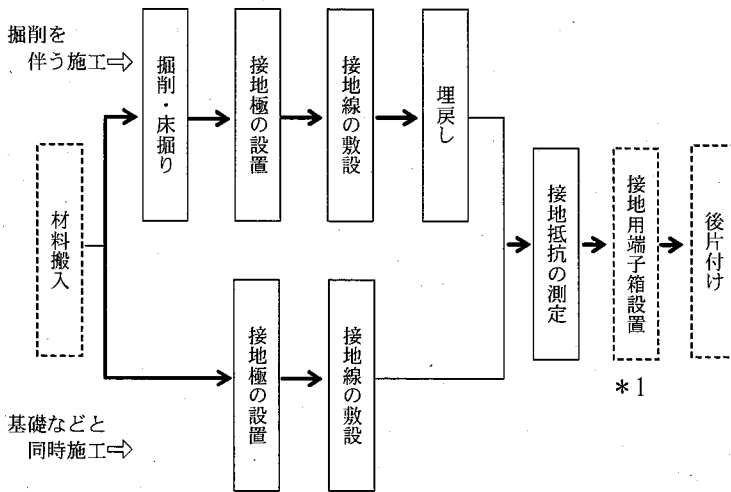 掘削を
伴う施工⇨
材料搬入
掘削・床掘り
接地極の設置
接地線の敷設
埋戻し
接地極の設置
接地線の敷設
接地抵抗の測定
接地用端子箱設置
後片付け
＊1
基礎などと
同時施工⇨